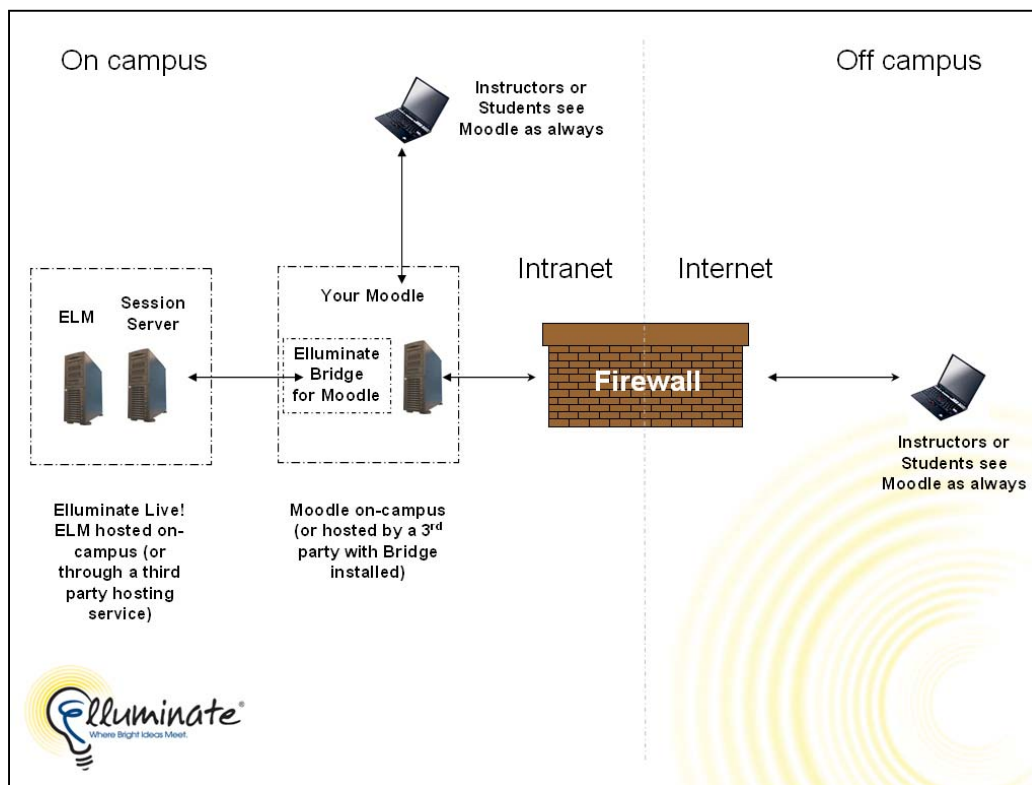 On campus
Off campus
Instructors or
Students see
Moodle as always
Intranet
Internet
ELM
Session
Server
Your Moodle
Elluminate
Bridge
for Moodle
Firewall
Instructors or
Students see
Moodle as always
Elluminate Live!
ELM hosted on-
campus (or
through a third
party hosting
service)
Moodle on-campus
(or hosted by a 3rd
party with Bridge
installed)
elluminate®
Where Bright Ideas Meet.